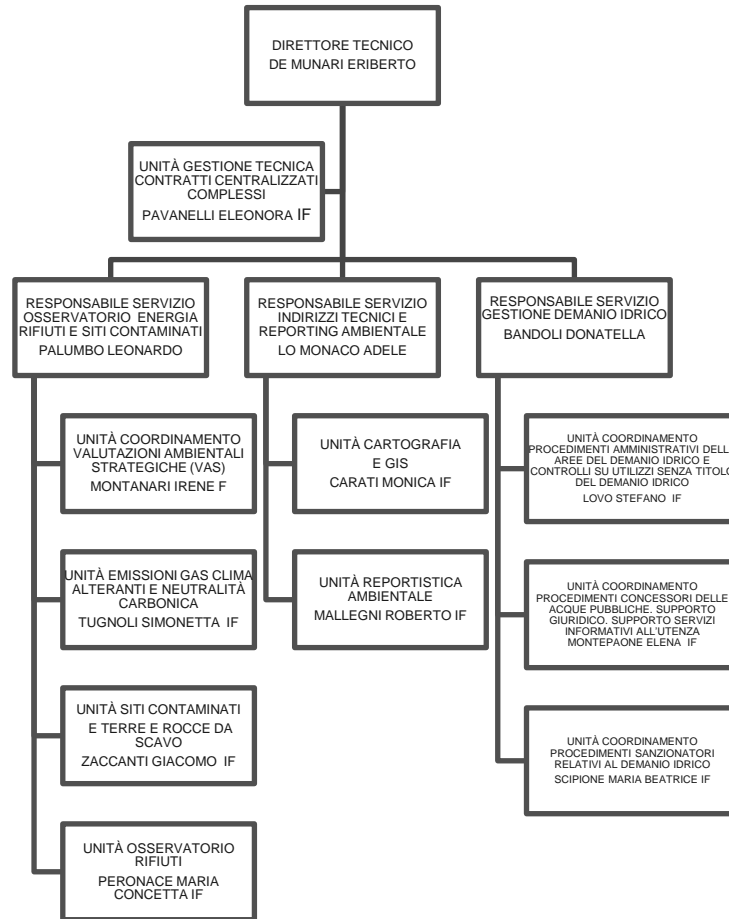 DIRETTORE TECNICO
DE MUNARI ERIBERTO
UNITÀ GESTIONE TECNICA
CONTRATTI CENTRALIZZATI
COMPLESSI
PAVANELLI ELEONORA IF
RESPONSABILE SERVIZIO
OSSERVATORIO ENERGIA
RIFIUTI E SITI CONTAMINATI
PALUMBO LEONARDO
RESPONSABILE SERVIZIO
INDIRIZZI TECNICI E
REPORTING AMBIENTALE
LO MONACO ADELE
RESPONSABILE SERVIZIO
GESTIONE DEMANIO IDRICO
BANDOLI DONATELLA
UNITÀ COORDINAMENTO
VALUTAZIONI AMBIENTALI
STRATEGICHE (VAS)
MONTANARI IRENE F
UNITÀ CARTOGRAFIA
E GIS
CARATI MONICA IF
UNITÀ COORDINAMENTO
PROCEDIMENTI AMMINISTRATIVI DELL
AREE DEL DEMANIO IDRICO E
CONTROLLI SU UTILIZZI SENZA TITOLO
DEL DEMANIO IDRICO
LOVO STEFANO IF
UNITÀ EMISSIONI GAS CLIMA
ALTERANTI E NEUTRALITÀ
CARBONICA
TUGNOLI SIMONETTA IF
UNITÀ REPORTISTICA
AMBIENTALE
MALLEGNI ROBERTO IF
UNITÀ COORDINAMENTO
PROCEDIMENTI CONCESSORI DELLE
ACQUE PUBBLICHE. SUPPORTO
GIURIDICO. SUPPORTO SERVIZI
INFORMATIVI ALL'UTENZA
MONTEPAONE ELENA IF
UNITÀ SITI CONTAMINATI
E TERRE E ROCCE DA
SCAVO
ZACCANTI GIACOMO IF
UNITÀ COORDINAMENTO
PROCEDIMENTI SANZIONATORI
RELATIVI AL DEMANIO IDRICO
SCIPIONE MARIA BEATRICE IF
UNITÀ OSSERVATORIO
RIFIUTI
PERONACE MARIA
CONCETTA IF